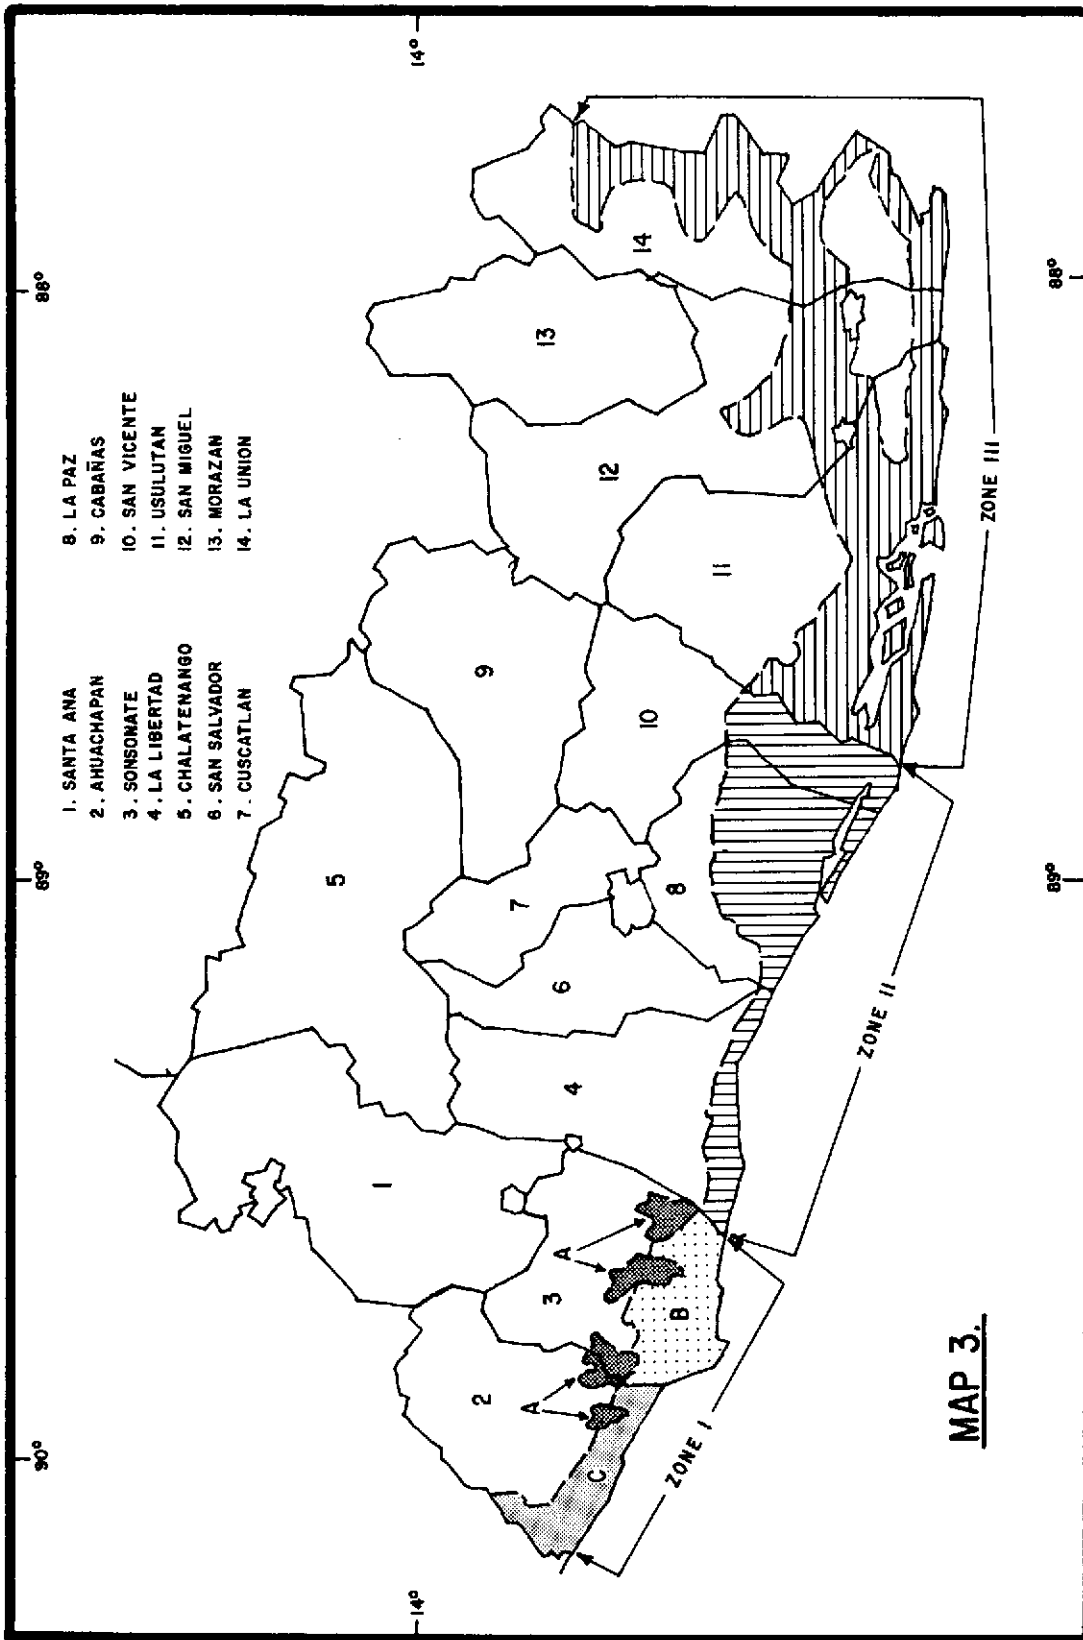 90°
89°
88°
14°
14°
1. SANTA ANA
2. AHUACHAPAN
3. SONSONATE
4. LA LIBERTAD
5. CHALATENANGO
6. SAN SALVADOR
7. CUSCATLAN
8. LA PAZ
9. CABAÑAS
10. SAN VICENTE
11. USULUTAN
12. SAN MIGUEL
13. MORAZAN
14. LA UNION
1
2
3
4
5
6
7
8
9
10
11
12
13
14
A
A
B
C
ZONE I
ZONE II
ZONE III
89°
88°
MAP 3.